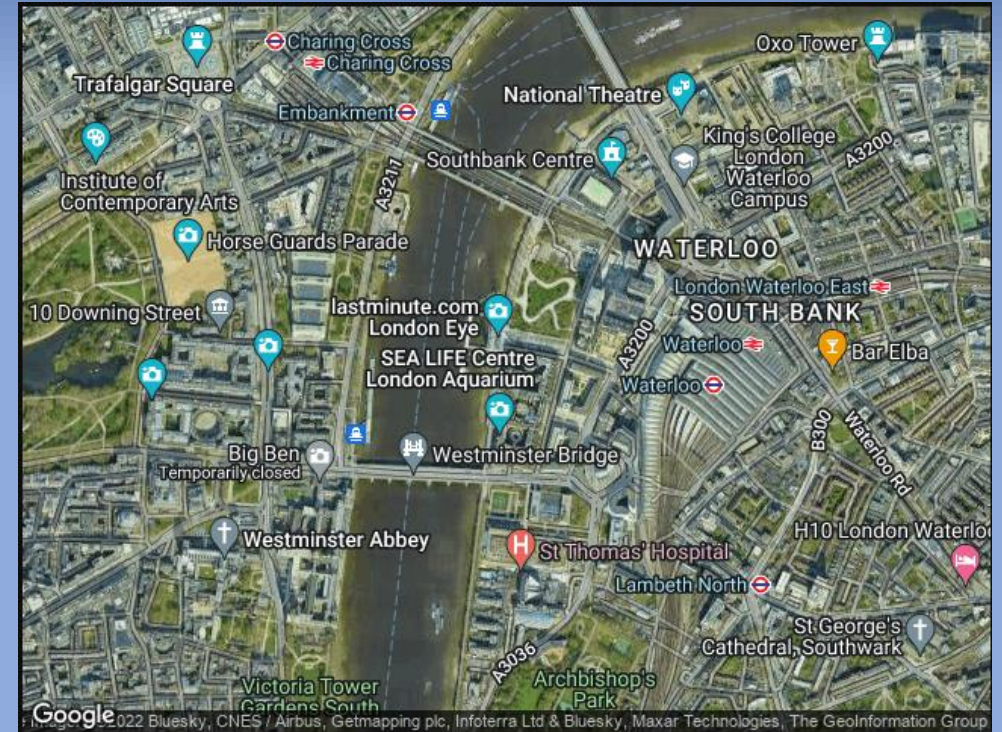 Charing Cross
Charing Cross
Oxo Tower
Trafalgar Square
National Theatre
Embankment
King's College
London
Waterloo
Campus
A3200
Southbank Centre
A3211
Institute of
Contemporary Arts
Horse Guards Parade
WATERLOO
London Waterloo East
10 Downing Street
lastminute.com
London Eye
SOUTH BANK
A3200
Waterloo
Bar Elba
SEA LIFE Centre
London Aquarium
Waterloo
B300
Waterloo Rd
Big Ben
Temporarily closed
Westminster Bridge
H10 London Waterloo
Westminster Abbey
H
St Thomas' Hospital
Lambeth North
St George's
Cathedral, Southwark
A3036
Victoria Tower
Gardens South
Archbishop's
Park
Google
2022 Bluesky, CNES / Airbus, Getmapping plc, Infoterra Ltd & Bluesky, Maxar Technologies, The GeoInformation Group